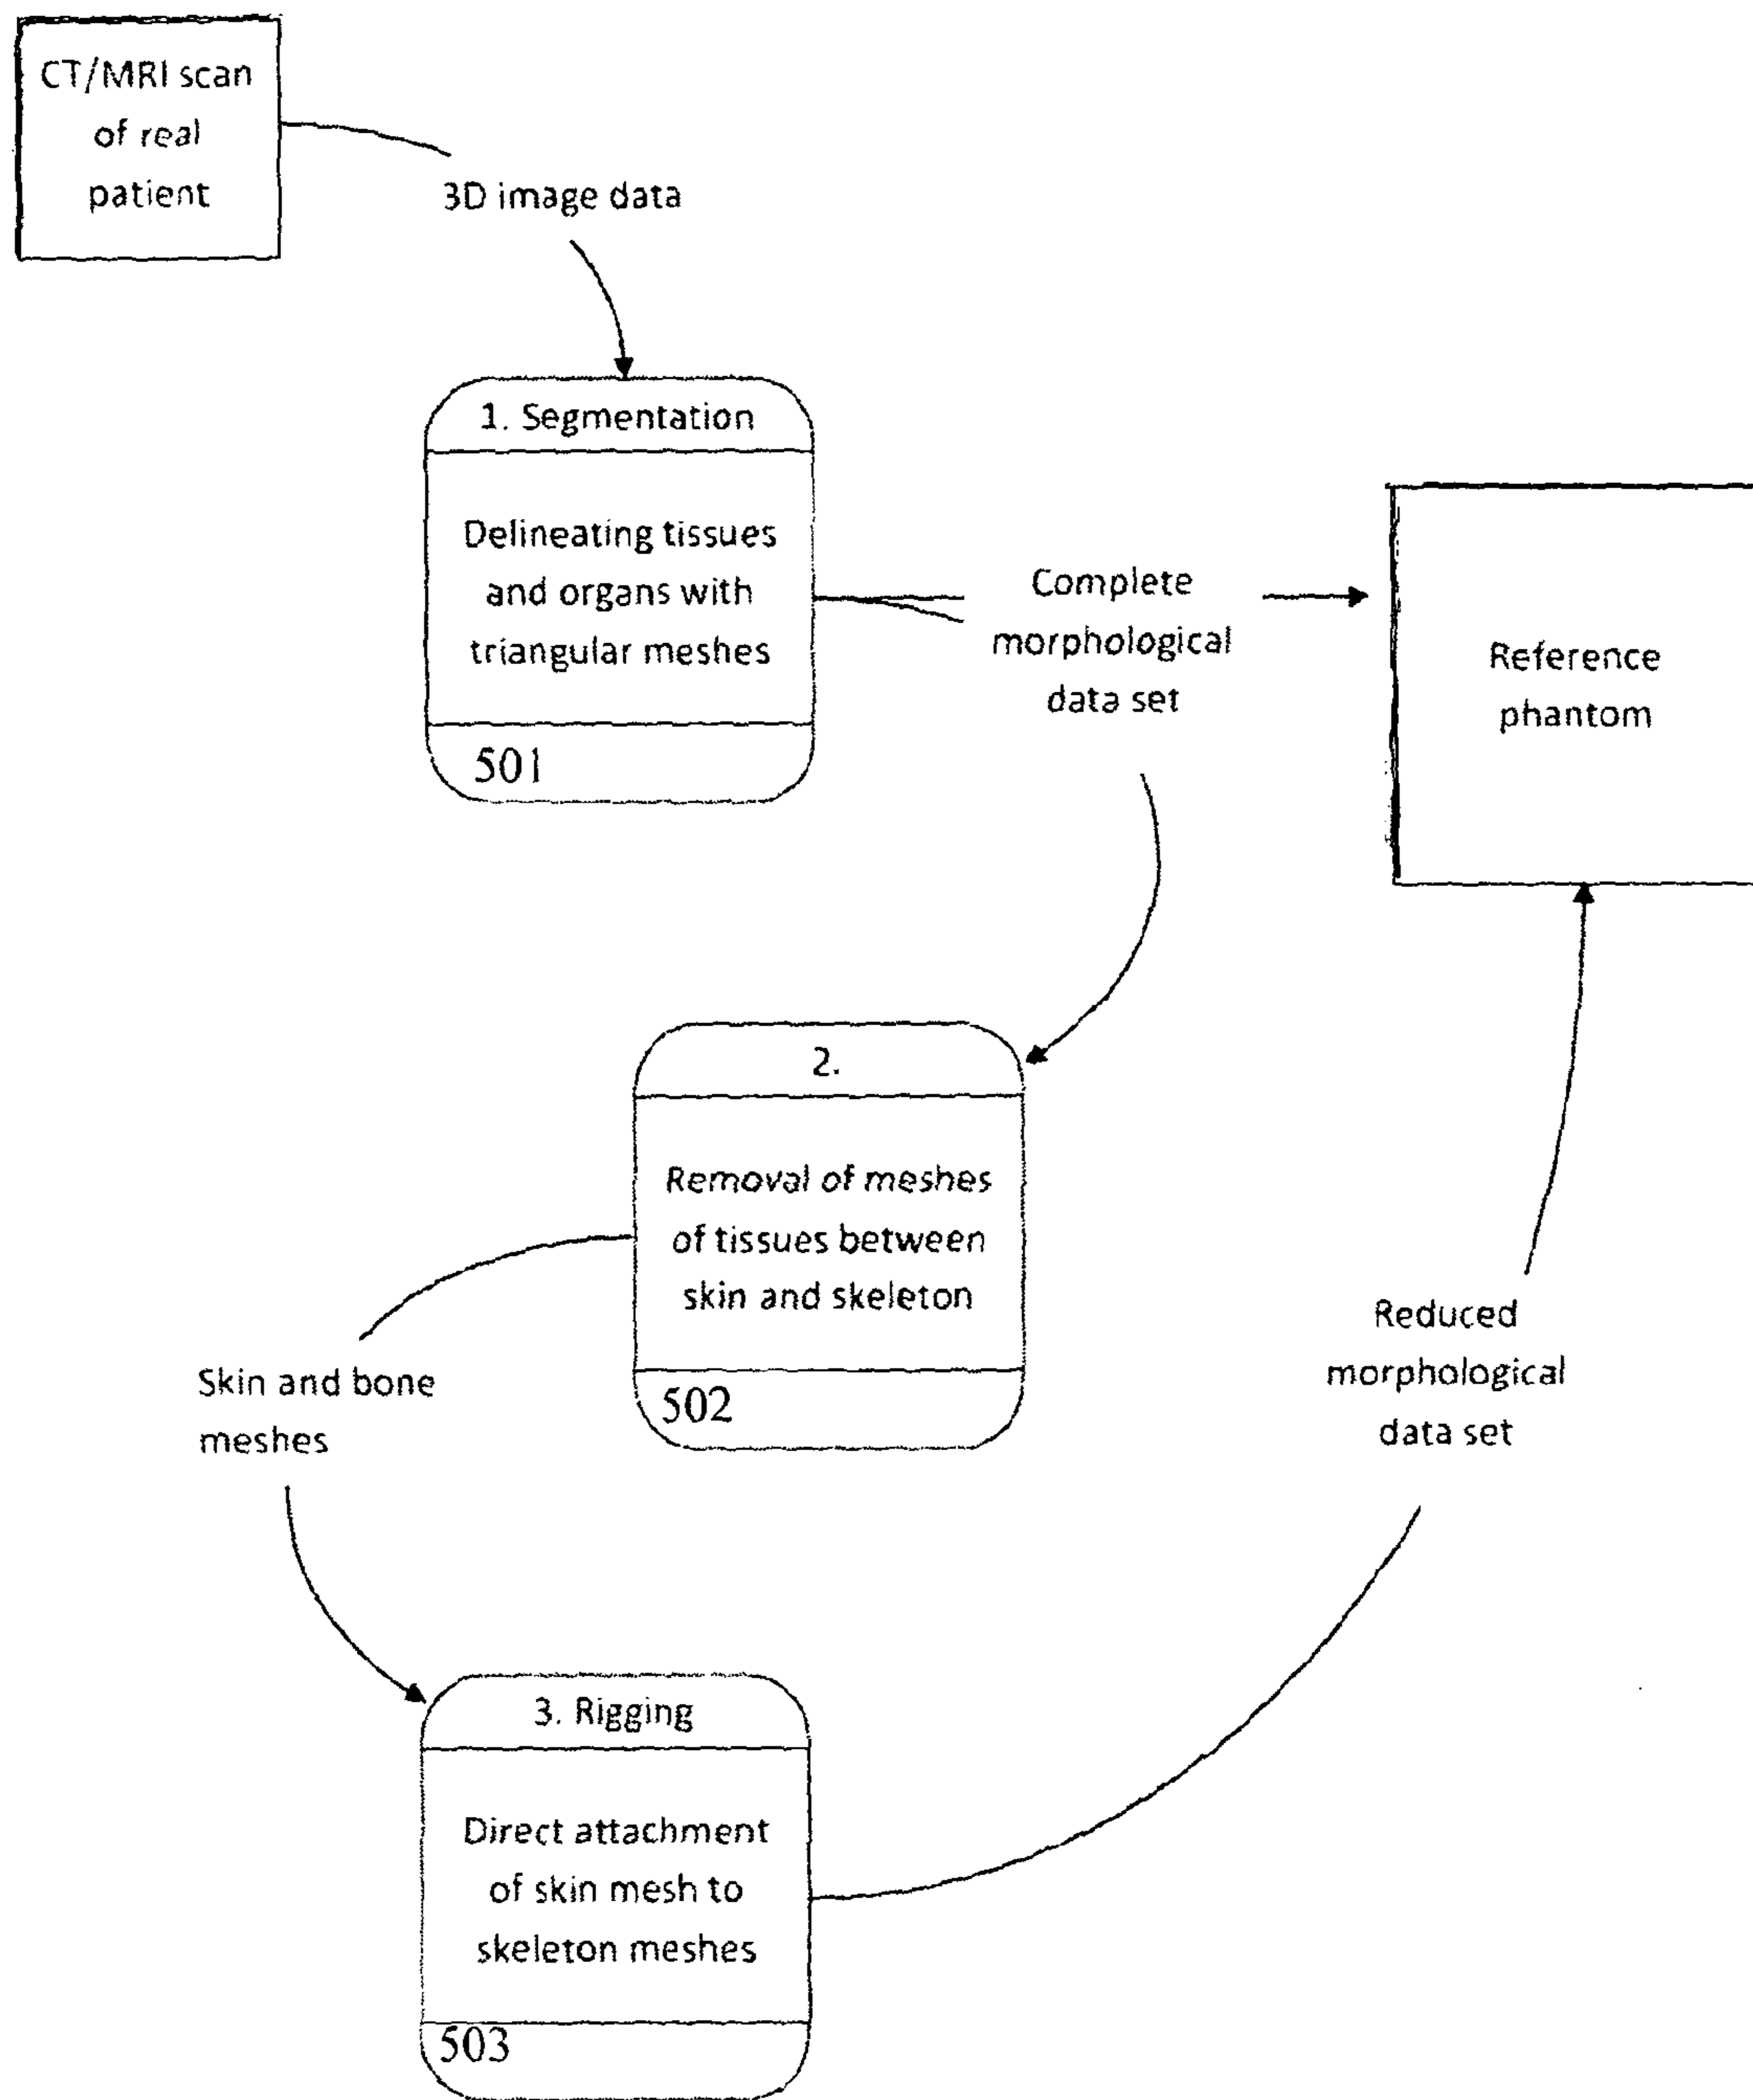 CT/MRI scan
of real
patient
3D image data
1. Segmentation
Delineating tissues
and organs with
triangular meshes
501
Complete
morphological
data set
Reference
phantom
2.
Removal of meshes
of tissues between
skin and skeleton
502
Skin and bone
meshes
Reduced
morphological
data set
3. Rigging
Direct attachment
of skin mesh to
skeleton meshes
503